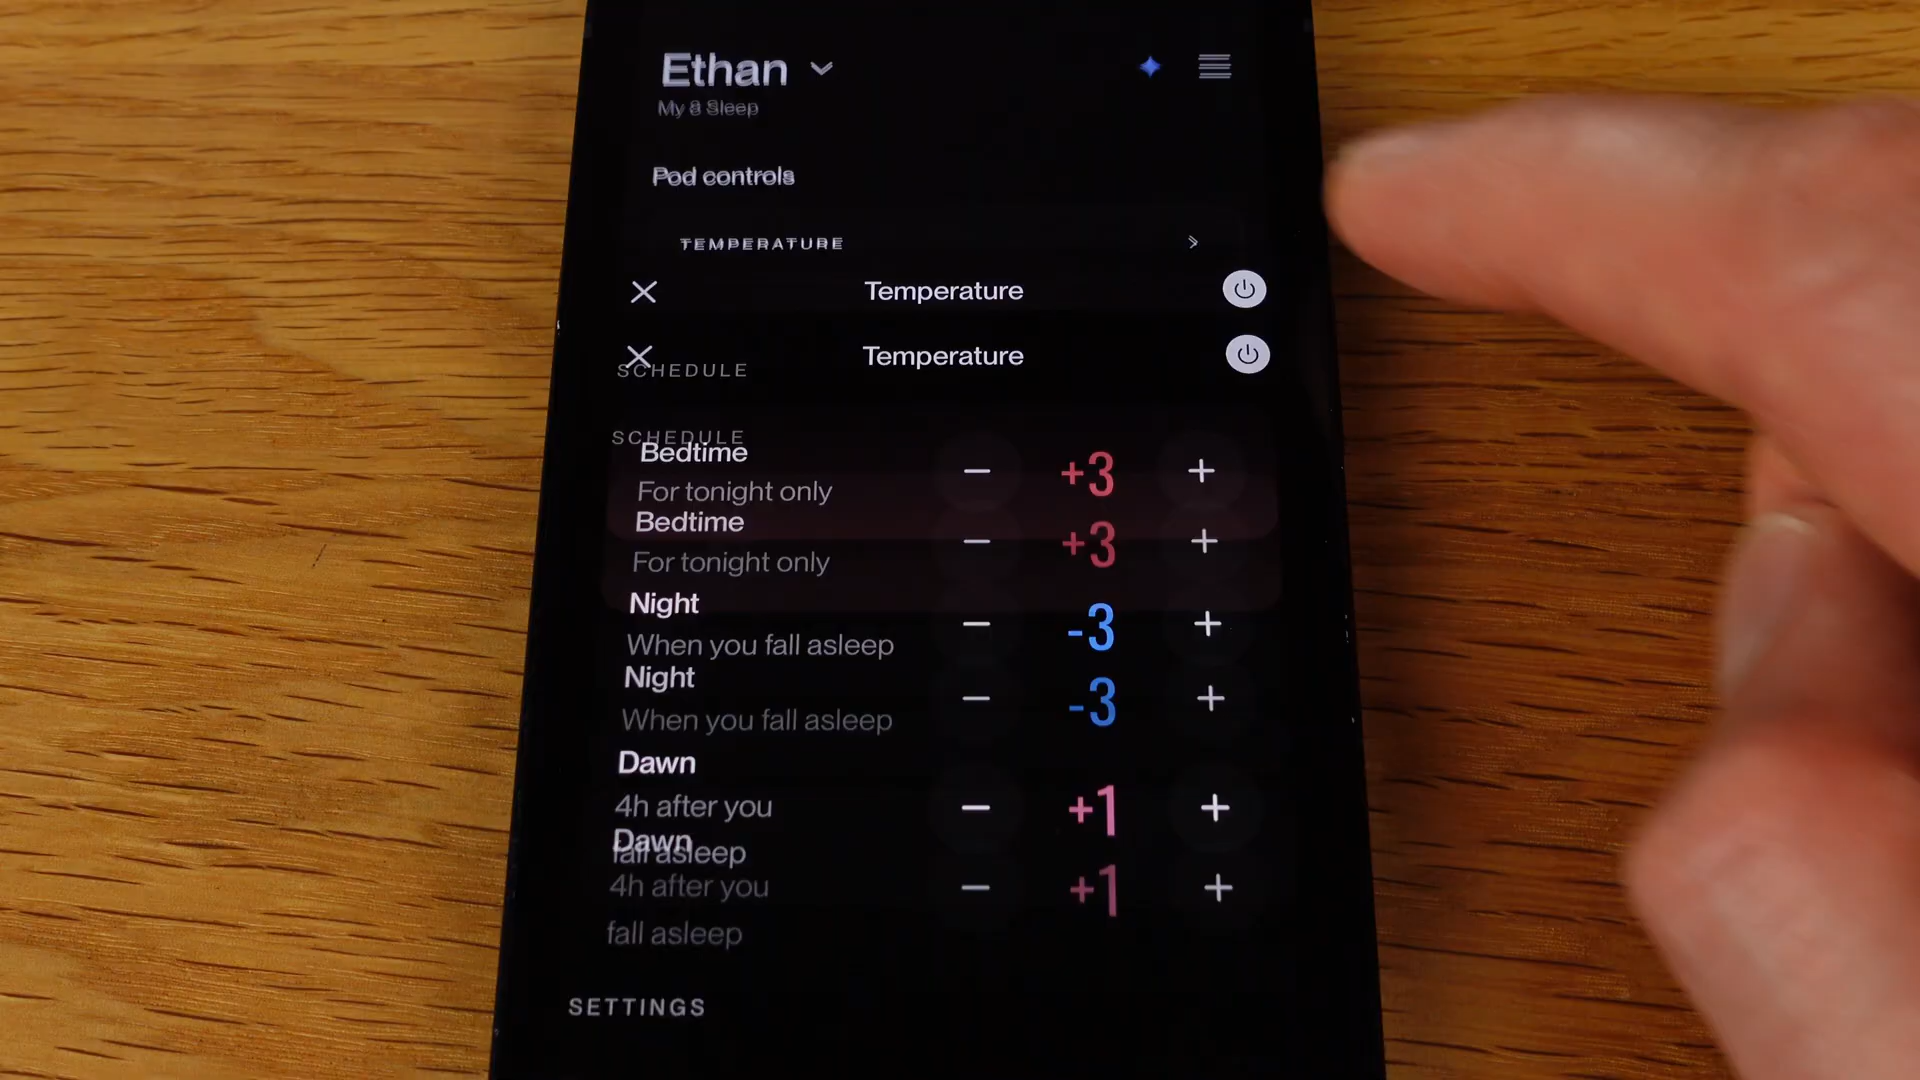 Ethan
My 8 Sleep
Pod controls
TEMPERATURE
Temperature
Temperature
SCHEDULE
SCHEDULE
Bedtime
+3
For tonight only
Bedtime
+3
For tonight only
Night
-3
When you fall asleep
Night
-3
When you fall asleep
Dawn
4h after you
+1
Dawn
fall asleep
4h after you
+1
fall asleep
SETTINGS